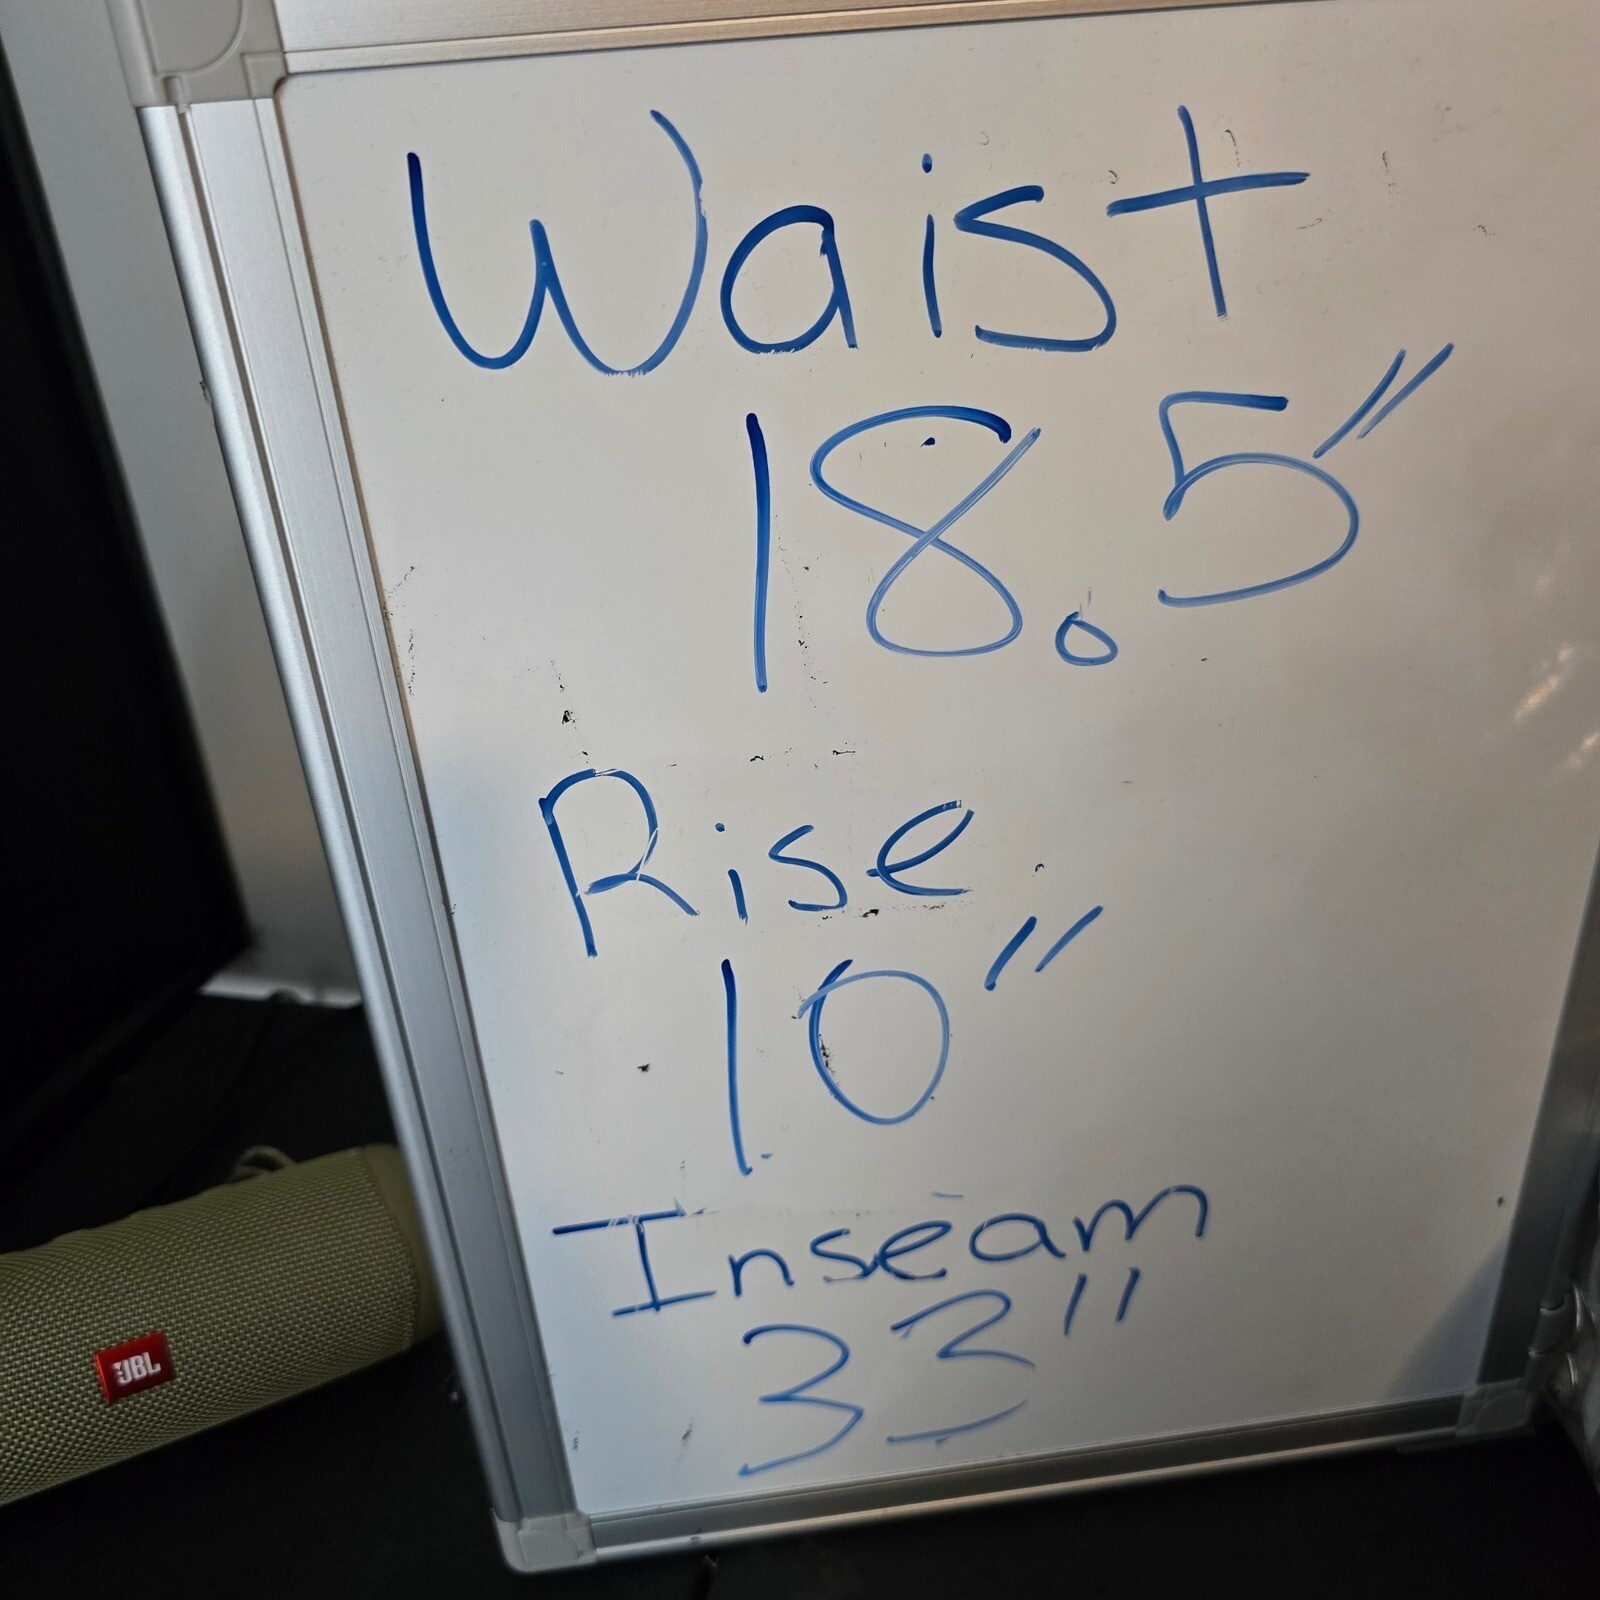 Waist
18.5"
Rise
10"
Inseam
33"
JBL